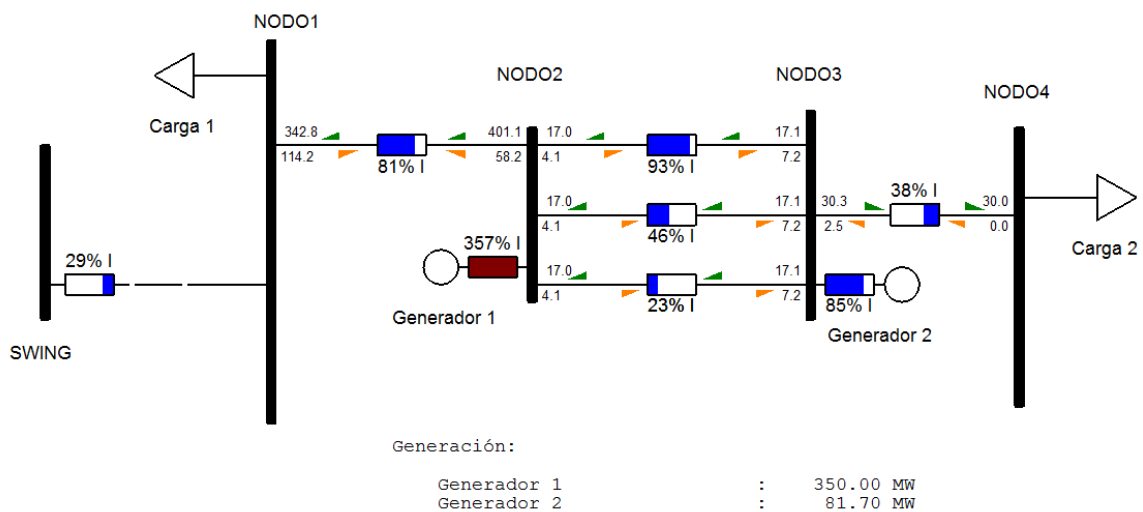 NODO1
NODO2
NODO3
NODO4
Carga 1
342.8
401.1
17.0
17.1
114.2
58.2
4.1
7.2
81% I
93% I
17.0
17.1
30.3
38% I
30.0
4.1
7.2
2.5
0.0
46% I
Carga 2
357% I
29% I
17.0
17.1
4.1
7.2
23% I
85% I
Generador 1
Generador 2
SWING
Generación:
Generador 1 : 350.00 MW
Generador 2 : 81.70 MW